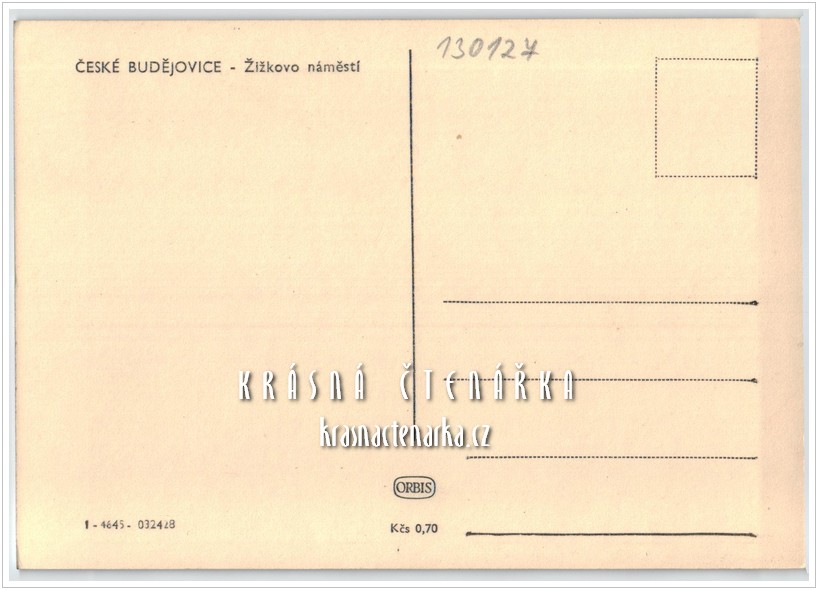 130127
ČESKÉ BUDĚJOVICE - Žižkovo náměstí
KRÁSNÁ ČTENÁŘKA
krasnactenarka.cz
ORBIS
1 - 4645 - 032428
Kčs 0,70